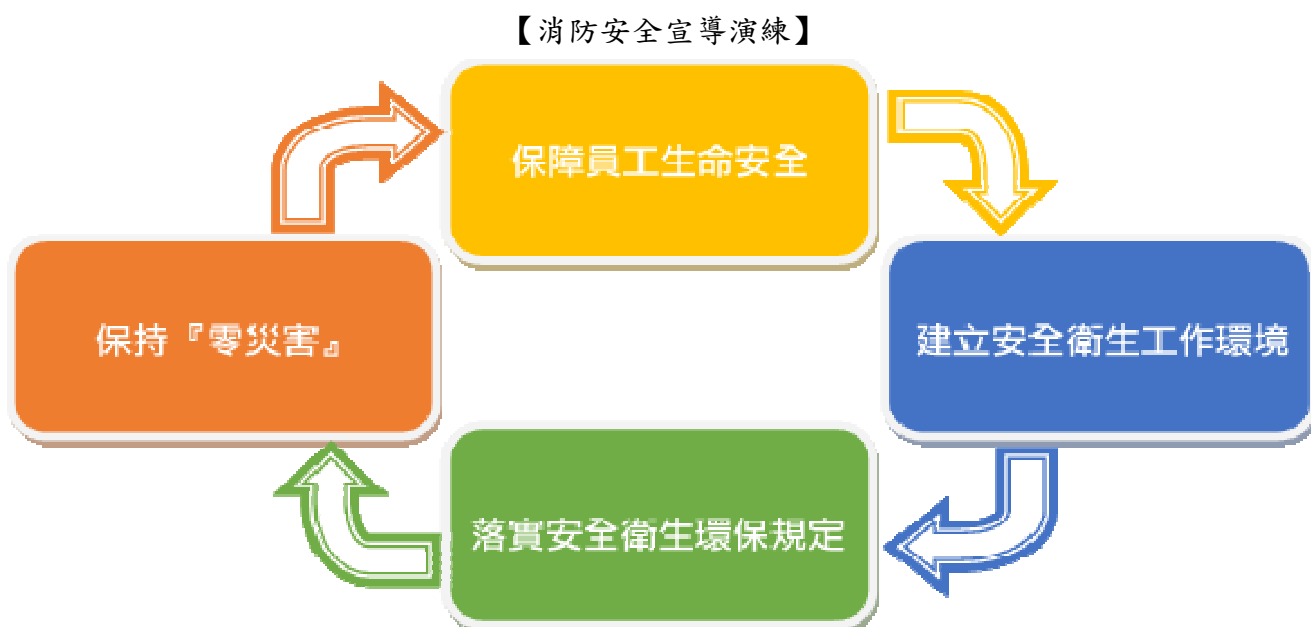 【消防安全宣導演練】
保障員工生命安全
建立安全衛生工作環境
落實安全衛生環保規定
保持『零災害』